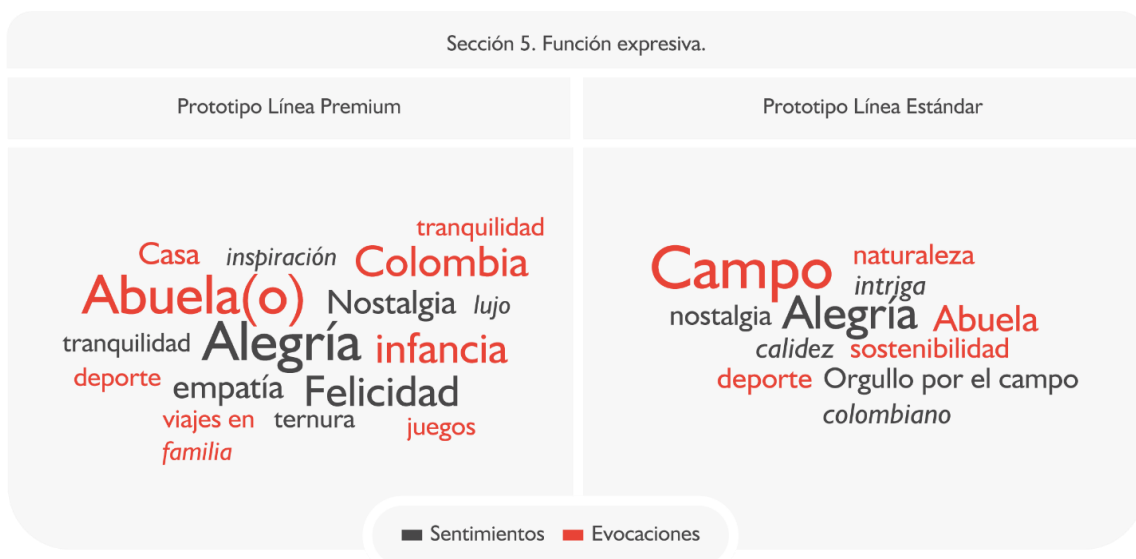 Sección 5. Función expresiva.
Prototipo Línea Premium
Prototipo Línea Estándar
tranquilidad
Casa inspiración Colombia
Abuela(o) Nostalgia lujo
tranquilidad Alegría infancia
deporte empatía Felicidad
viajes en ternura juegos
familia
Campo naturaleza
intriga
nostalgia Alegría Abuela
calidez sostenibilidad
deporte Orgullo por el campo
colombiano
Sentimientos Evocaciones